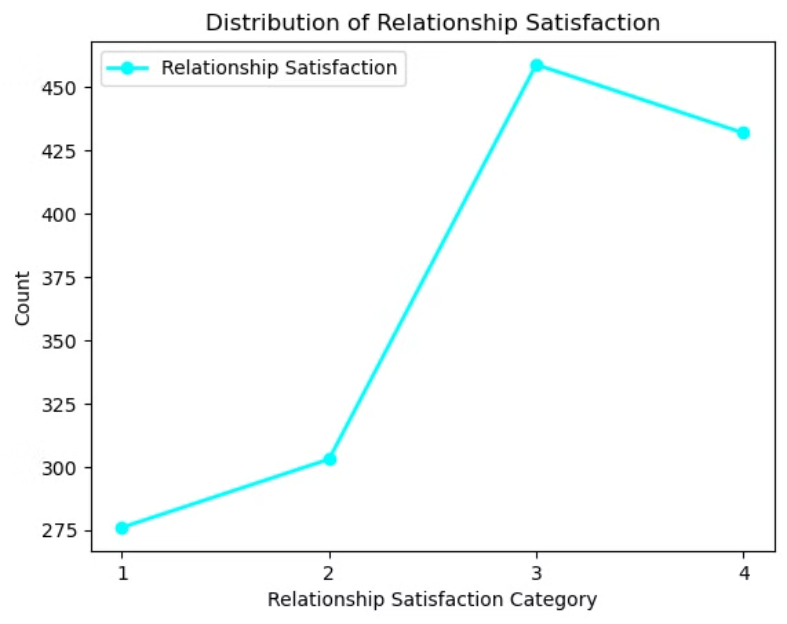 Distribution of Relationship Satisfaction
Relationship Satisfaction
450
425
400
375
350
325
300
275
Count
1 2 3 4
Relationship Satisfaction Category